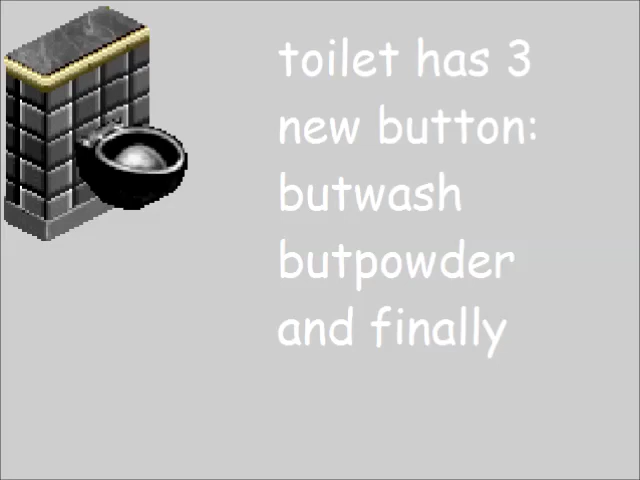 toilet has 3
new button:
butwash
butpowder
and finally